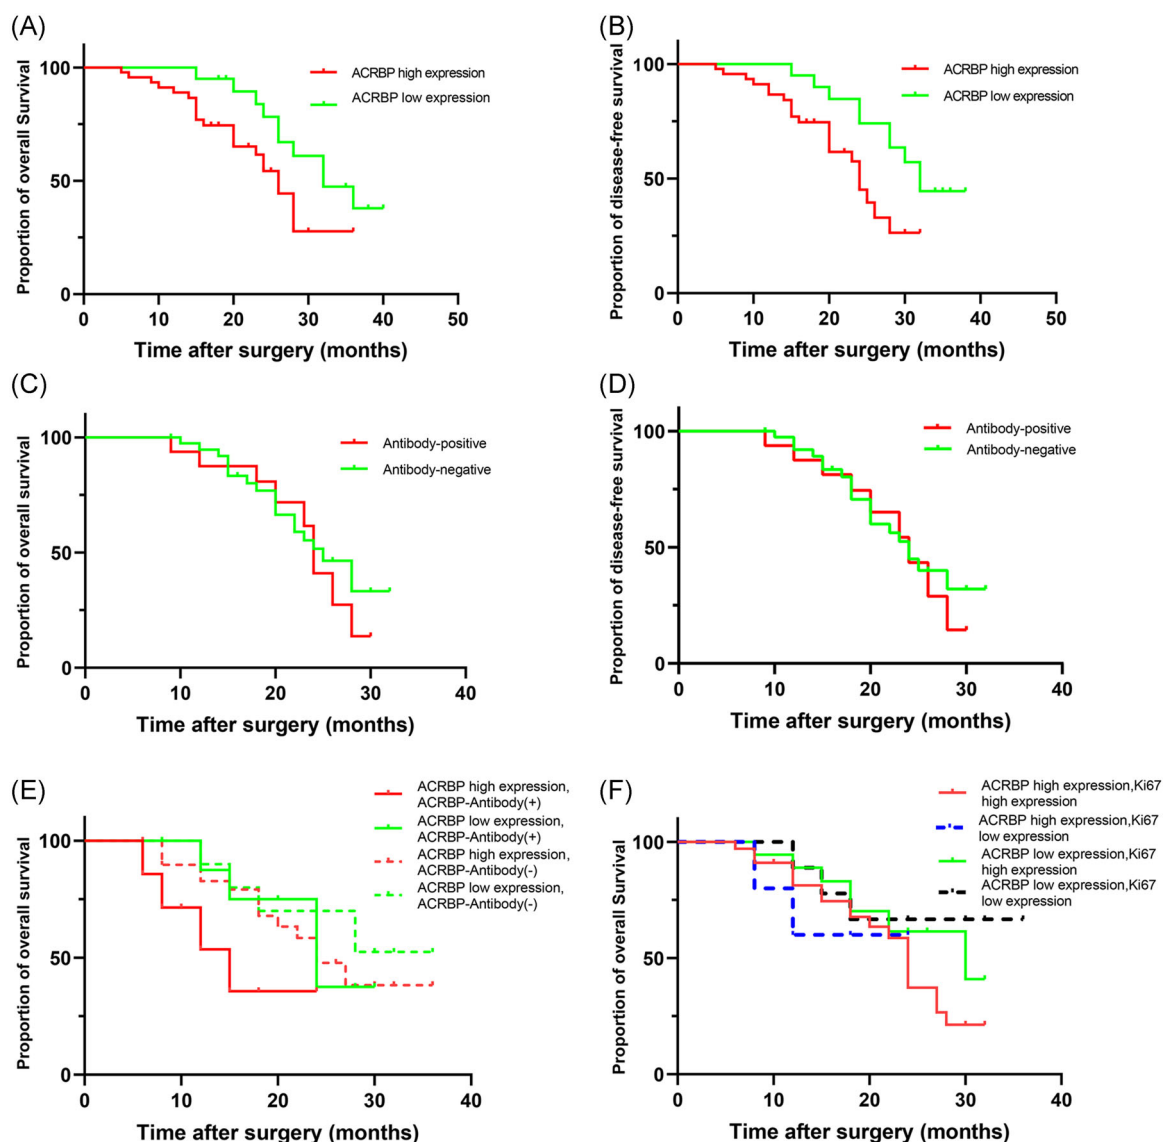 (A)
Proportion of overall Survival
100
50
0
0 10 20 30 40 50
Time after surgery (months)
ACRBP high expression
ACRBP low expression
(B)
Proportion of disease-free survival
100
50
0
0 10 20 30 40 50
Time after surgery (months)
ACRBP high expression
ACRBP low expression
(C)
Proportion of overall survival
100
50
0
0 10 20 30 40
Time after surgery (months)
Antibody-positive
Antibody-negative
(D)
Proportion of disease-free survival
100
50
0
0 10 20 30 40
Time after surgery (months)
Antibody-positive
Antibody-negative
(E)
Proportion of overall survival
100
50
0
0 10 20 30 40
Time after surgery (months)
ACRBP high expression,
ACRBP-Antibody(+)
ACRBP low expression,
ACRBP-Antibody(+)
ACRBP high expression,
ACRBP-Antibody(-)
ACRBP low expression,
ACRBP-Antibody(-)
(F)
Proportion of overall survival
100
50
0
0 10 20 30 40
Time after surgery (months)
ACRBP high expression,Ki67
high expression
ACRBP high expression,Ki67
low expression
ACRBP low expression,Ki67
high expression
ACRBP low expression,Ki67
low expression